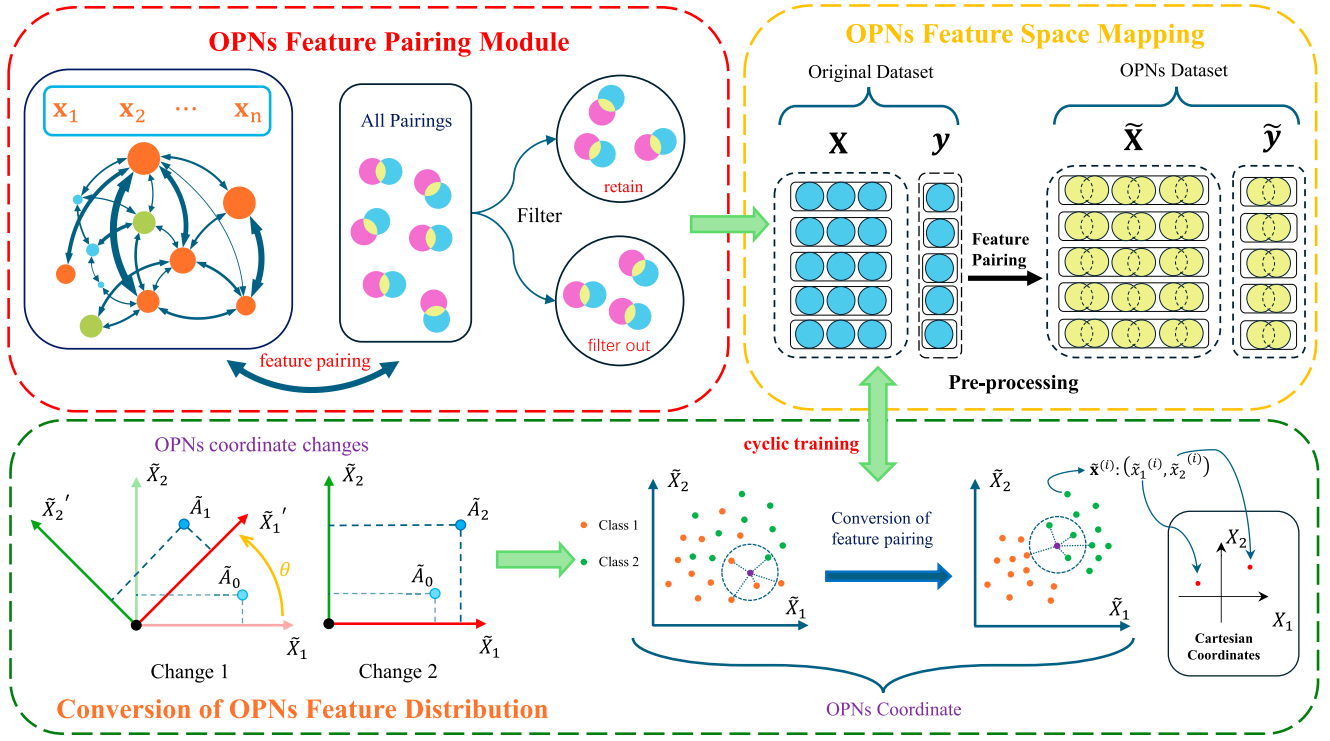 OPNs Feature Pairing Module
x₁ x₂ ⋯ xₙ
All Pairings
retain
Filter
filter out
feature pairing
OPNs Feature Space Mapping
Original Dataset
OPNs Dataset
X y
X̃ ỹ
Feature
Pairing
Pre-processing
cyclic training
OPNs coordinate changes
X̃₂′
X̃₂
Ã₁
X̃₁′
Ã₀
θ
X̃₁
Change 1
X̃₂
Ã₂
Ã₀
X̃₁
Change 2
Conversion of OPNs Feature Distribution
Class 1
Class 2
X̃₂
X̃₁
Conversion of
feature pairing
X̃₂
X̃₁
x̃⁽ⁱ⁾: (x̃₁⁽ⁱ⁾, x̃₂⁽ⁱ⁾)
X₂
X₁
Cartesian
Coordinates
OPNs Coordinate